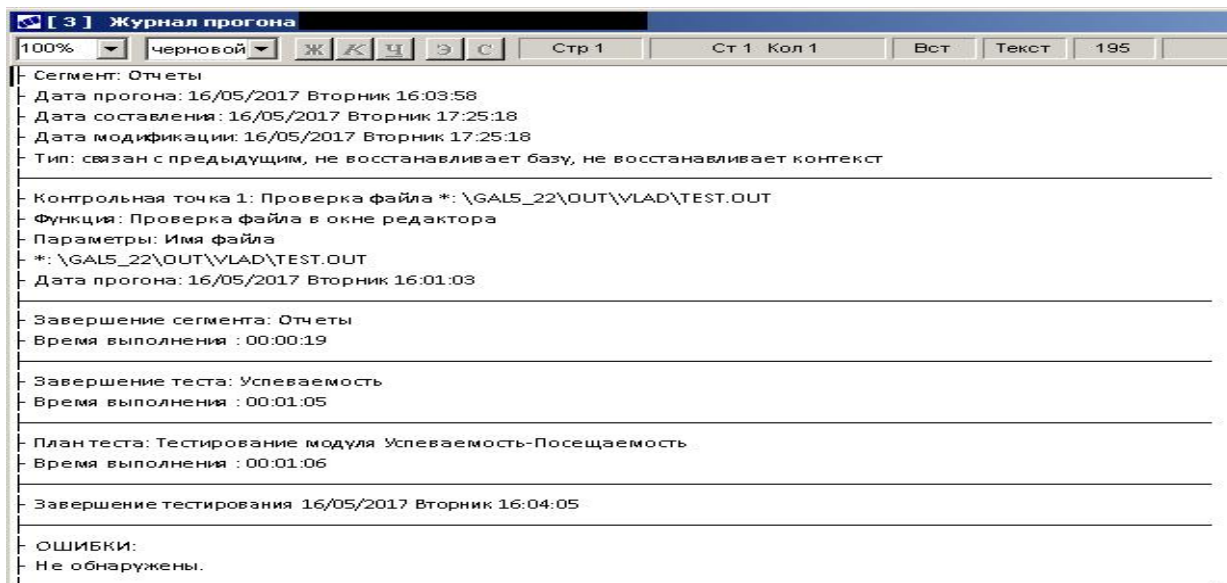 [ 3 ] Журнал прогона
100% черновой Ж К Ч Э С Стр 1 Ст 1 Кол 1 Вст Текст 195
Сегмент: Отчеты
Дата прогона: 16/05/2017 Вторник 16:03:58
Дата составления: 16/05/2017 Вторник 17:25:18
Дата модификации: 16/05/2017 Вторник 17:25:18
Тип: связан с предыдущим, не восстанавливает базу, не восстанавливает контекст
Контрольная точка 1: Проверка файла *: \GAL5_22\OUT\VLAD\TEST.OUT
Функция: Проверка файла в окне редактора
Параметры: Имя файла
*: \GAL5_22\OUT\VLAD\TEST.OUT
Дата прогона: 16/05/2017 Вторник 16:01:03
Завершение сегмента: Отчеты
Время выполнения : 00:00:19
Завершение теста: Успеваемость
Время выполнения : 00:01:05
План теста: Тестирование модуля Успеваемость-Посещаемость
Время выполнения : 00:01:06
Завершение тестирования 16/05/2017 Вторник 16:04:05
ОШИБКИ:
Не обнаружены.